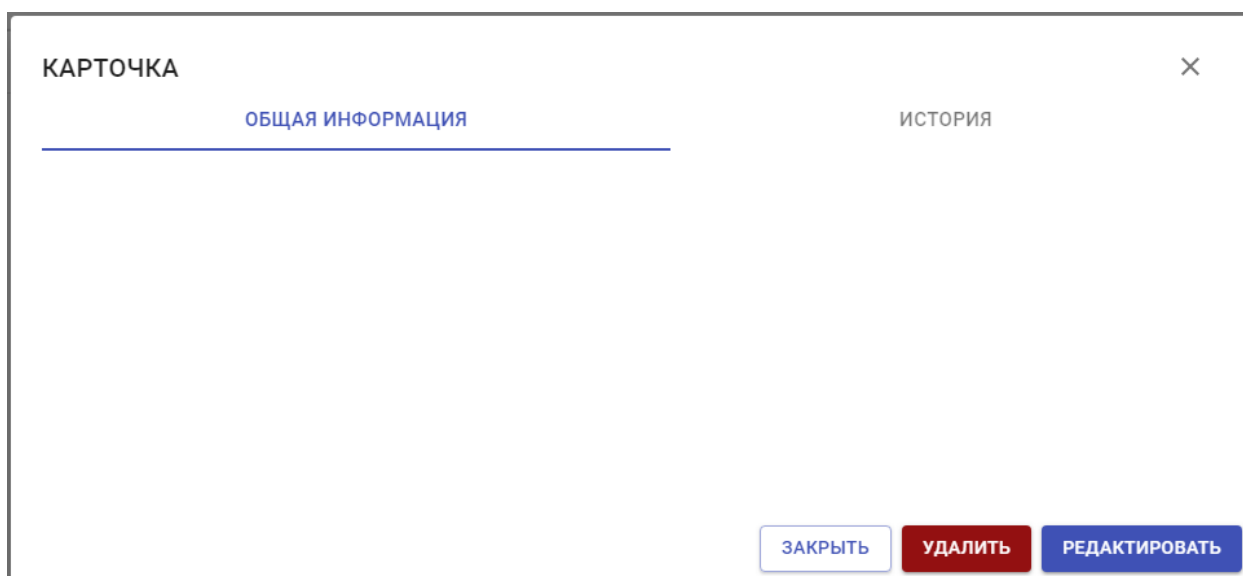 КАРТОЧКА
ОБЩАЯ ИНФОРМАЦИЯ ИСТОРИЯ
ЗАКРЫТЬ УДАЛИТЬ РЕДАКТИРОВАТЬ